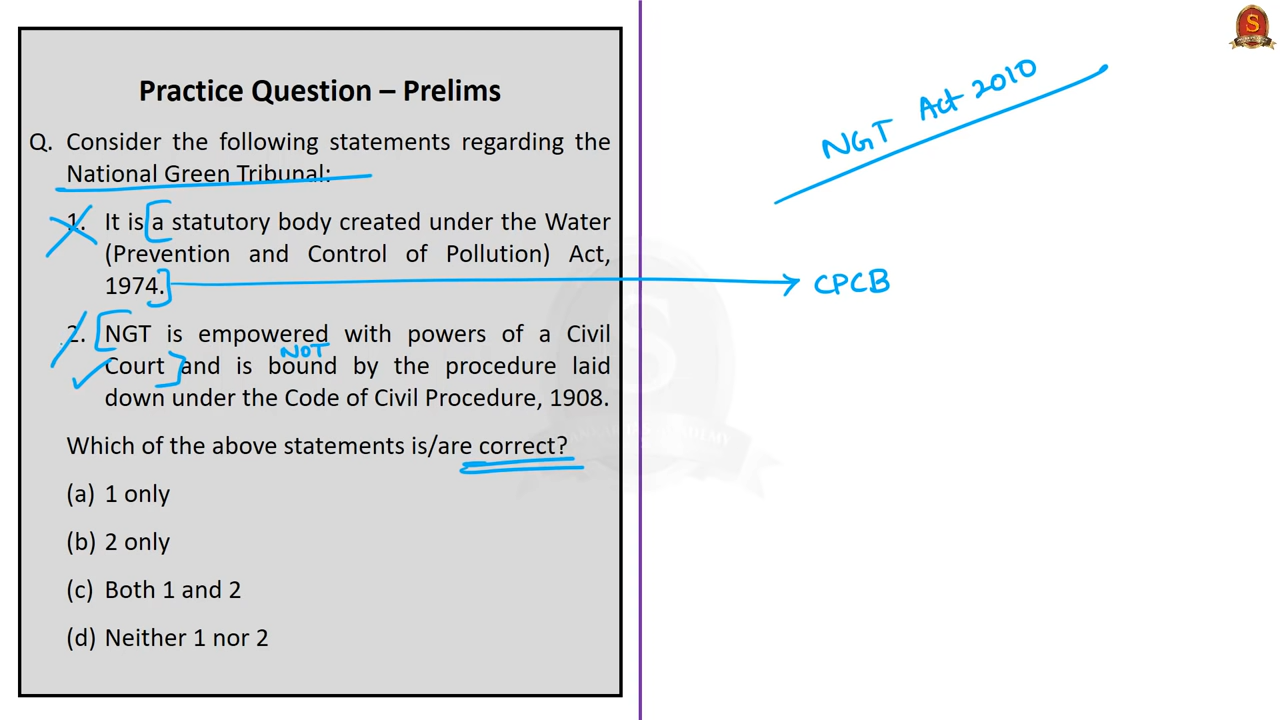 Practice Question – Prelims
Q. Consider the following statements regarding the
National Green Tribunal:
1. It is a statutory body created under the Water
(Prevention and Control of Pollution) Act,
1974.
2. NGT is empowered with powers of a Civil
NOT
Court and is bound by the procedure laid
down under the Code of Civil Procedure, 1908.
Which of the above statements is/are correct?
(a) 1 only
(b) 2 only
(c) Both 1 and 2
(d) Neither 1 nor 2
NGT Act 2010
CPCB
S